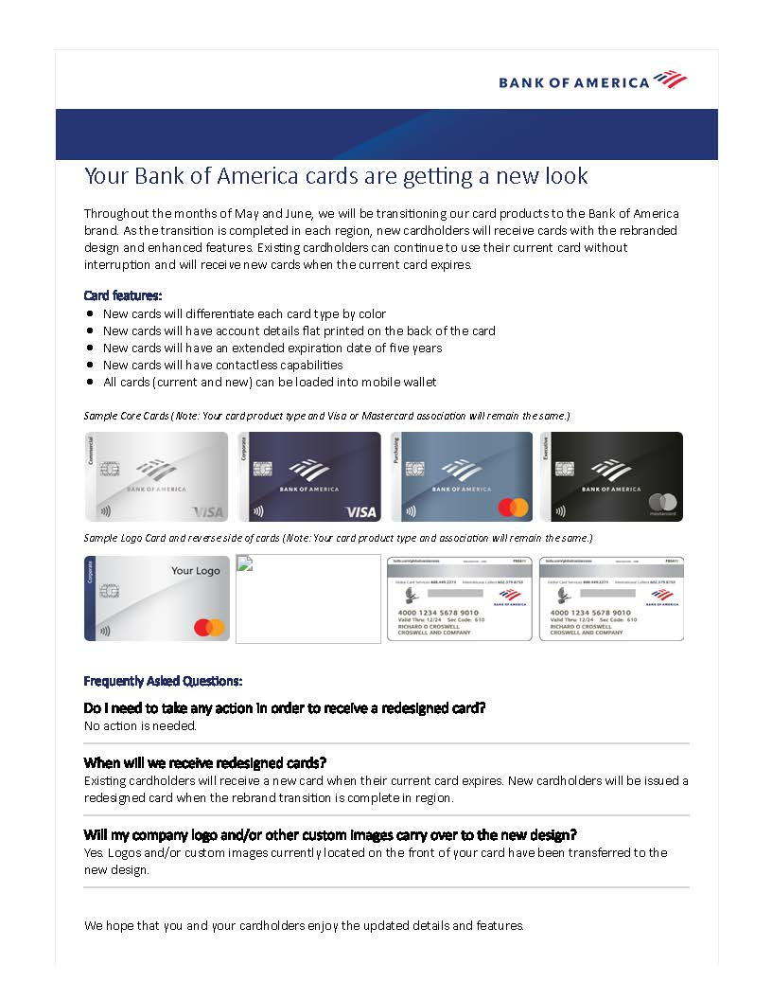 BANK OF AMERICA
Your Bank of America cards are getting a new look
Throughout the months of May and June, we will be transitioning our card products to the Bank of America
brand. As the transition is completed in each region, new cardholders will receive cards with the rebranded
design and enhanced features. Existing cardholders can continue to use their current card without
interruption and will receive new cards when the current card expires.
Card features:
• New cards will differentiate each card type by color
• New cards will have account details flat printed on the back of the card
• New cards will have an extended expiration date of five years
• New cards will have contactless capabilities
• All cards (current and new) can be loaded into mobile wallet
Sample Core Cards (Note: Your card product type and Visa or Mastercard association will remain the same.)
Commercial
BANK OF AMERICA
VISA
Corporate
BANK OF AMERICA
VISA
Purchasing
BANK OF AMERICA
Executive
BANK OF AMERICA
mastercard
Sample Logo Card and reverse side of cards (Note: Your card product type and association will remain the same.)
Corporate
Your Logo
Global Card Services 888.449.2273 International Collect 602.379.8753
BANK OF AMERICA
4000 1234 5678 9010
Valid Thru: 12/24 Sec Code: 610
RICHARD O CROSWELL
CROSWELL AND COMPANY
Global Card Services 888.449.2273 International Collect 602.379.8753
BANK OF AMERICA
4000 1234 5678 9010
Valid Thru: 12/24 Sec Code: 610
RICHARD O CROSWELL
CROSWELL AND COMPANY
Frequently Asked Questions:
Do I need to take any action in order to receive a redesigned card?
No action is needed.
When will we receive redesigned cards?
Existing cardholders will receive a new card when their current card expires. New cardholders will be issued a
redesigned card when the rebrand transition is complete in region.
Will my company logo and/or other custom images carry over to the new design?
Yes. Logos and/or custom images currently located on the front of your card have been transferred to the
new design.
We hope that you and your cardholders enjoy the updated details and features.